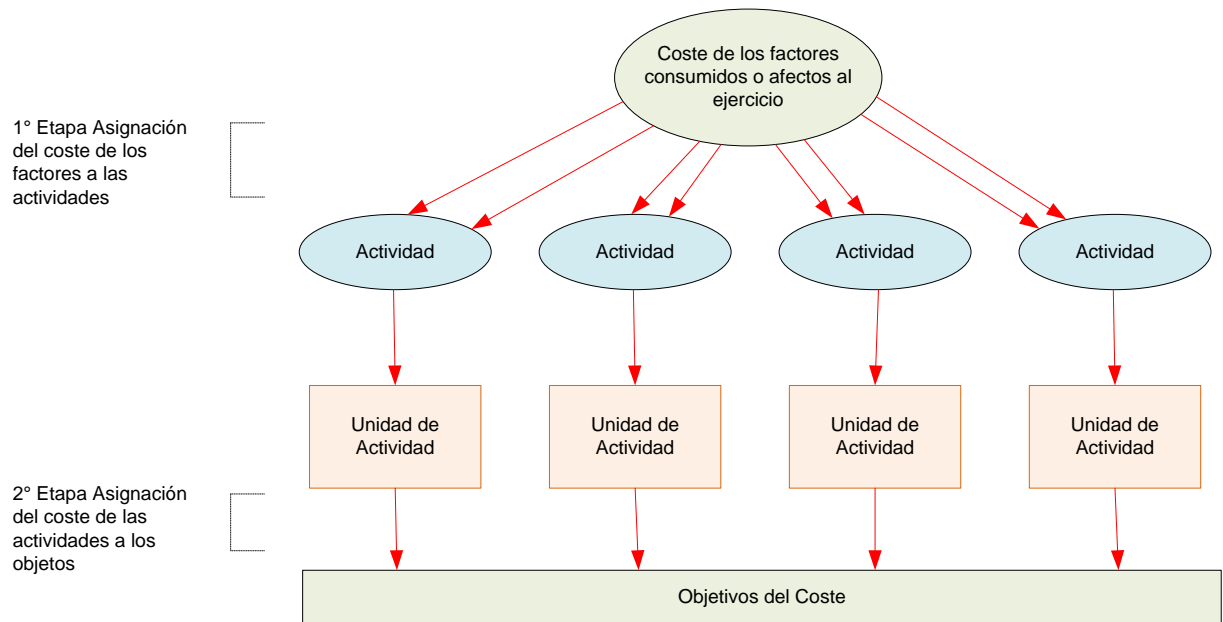 Coste de los factores
consumidos o afectos al
ejercicio
1° Etapa Asignación
del coste de los
factores a las
actividades
Actividad
Actividad
Actividad
Actividad
Unidad de
Actividad
Unidad de
Actividad
Unidad de
Actividad
Unidad de
Actividad
2° Etapa Asignación
del coste de las
actividades a los
objetos
Objetivos del Coste